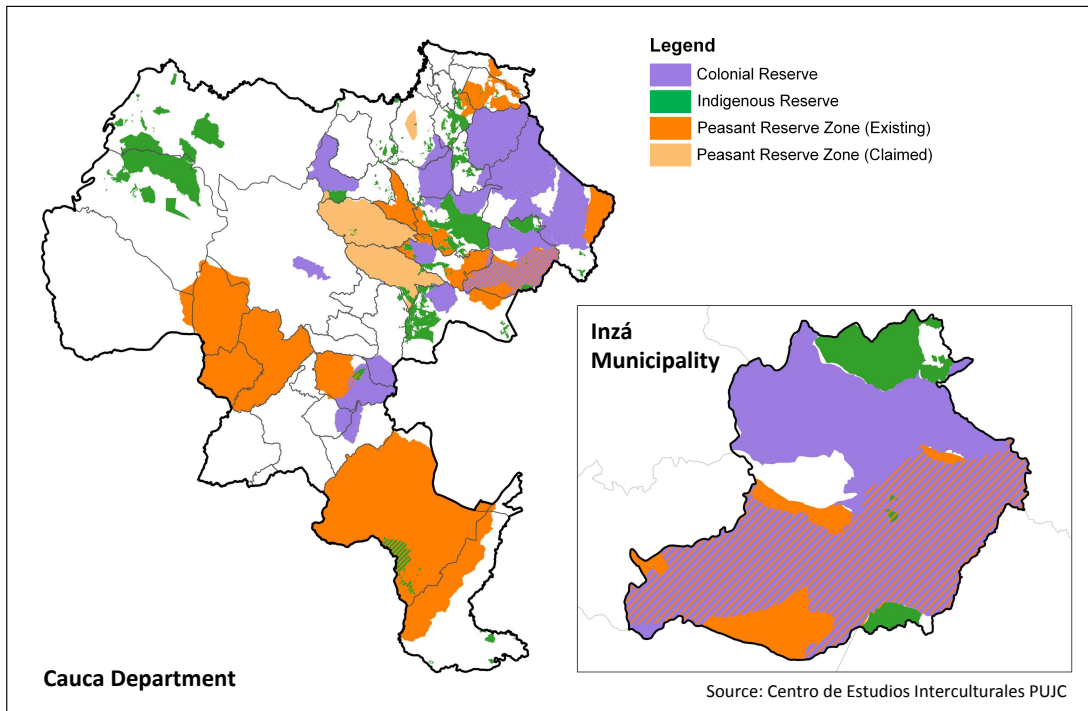 Legend
Colonial Reserve
Indigenous Reserve
Peasant Reserve Zone (Existing)
Peasant Reserve Zone (Claimed)
Inzá
Municipality
Cauca Department
Source: Centro de Estudios Interculturales PUJC